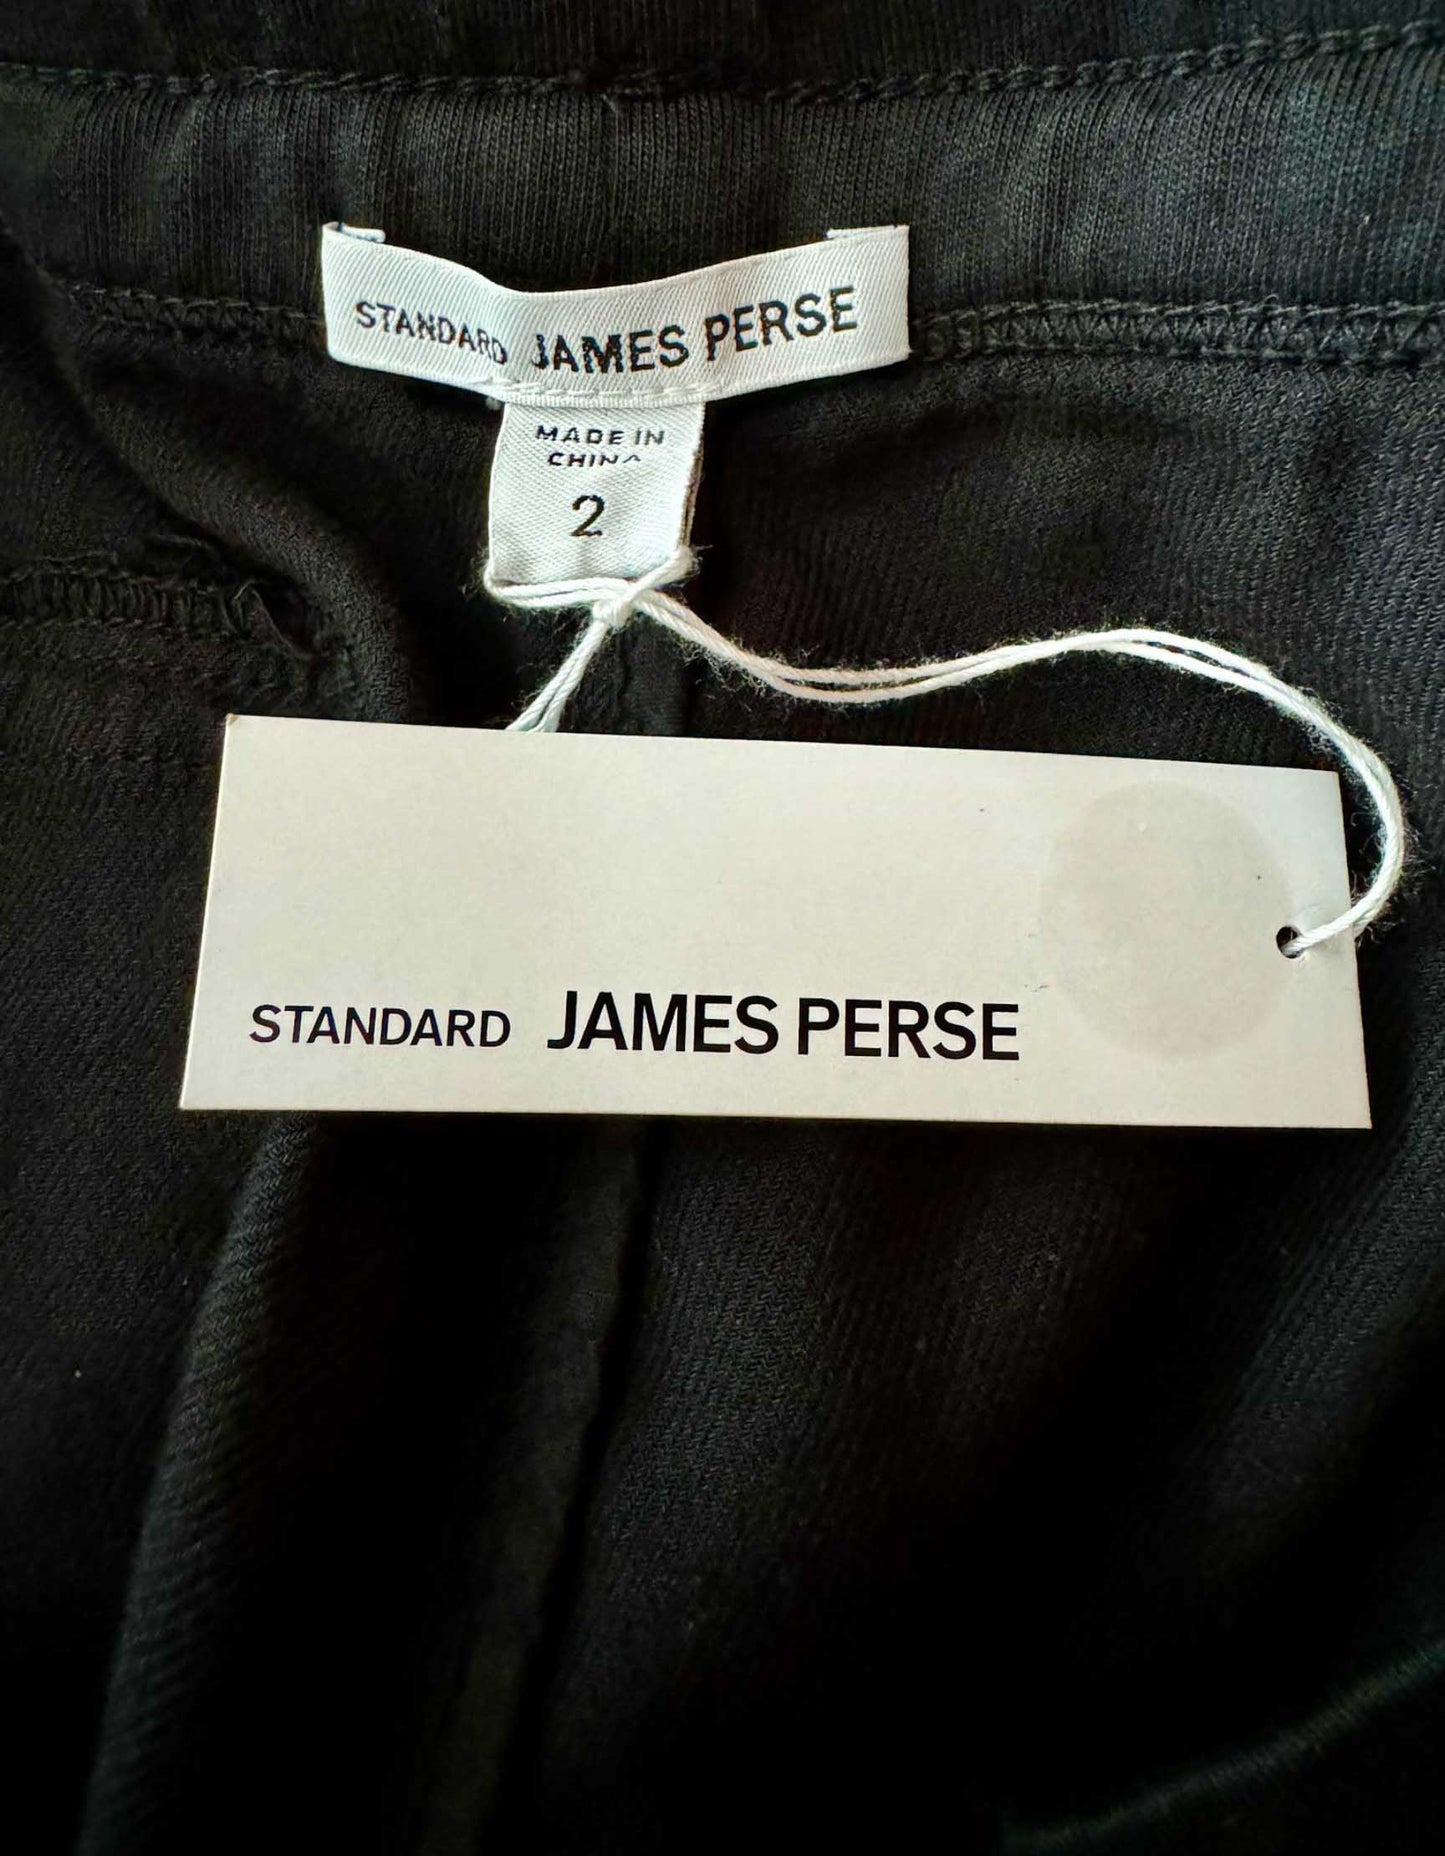 STANDARD JAMES PERSE
MADE IN
CHINA
2
STANDARD JAMES PERSE